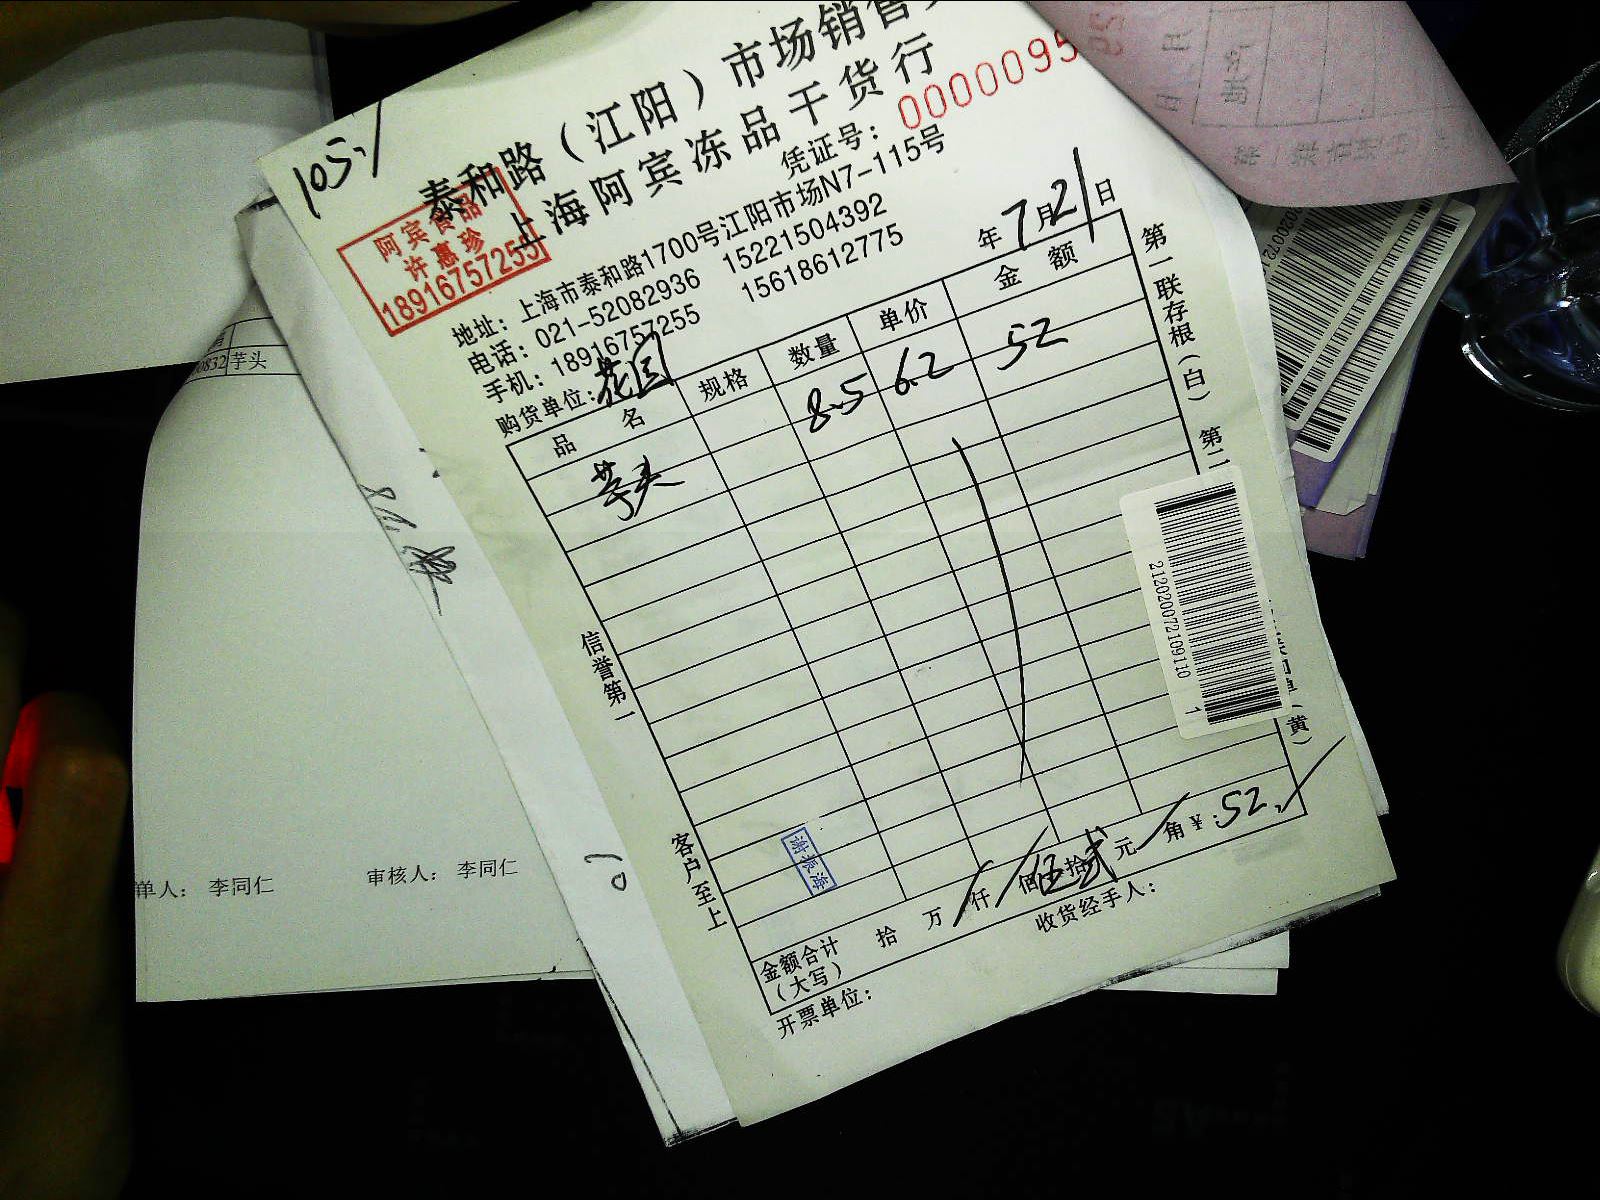 105./
泰和路（江阳）市场销售
上海阿宾冻品干货行
凭证号：0000095
阿宾食品
许惠珍
18916757255
地址：上海市泰和路1700号江阳市场N7-115号
电话：021-52082936 15221504392
手机：18916757255 15618612775
购货单位：花园
年7月21日
品名 规格 数量 单价 金额
芋头 8.5 6.2 52
第一联存根（白）
第二
（黄）
信誉第一
客户至上
2120200721091101
1
谢振海
金额合计（大写） 拾 万 仟 佰伍拾贰元 角¥：52./
开票单位：
收货经手人：
0832 芋头
单人： 李同仁
审核人： 李同仁